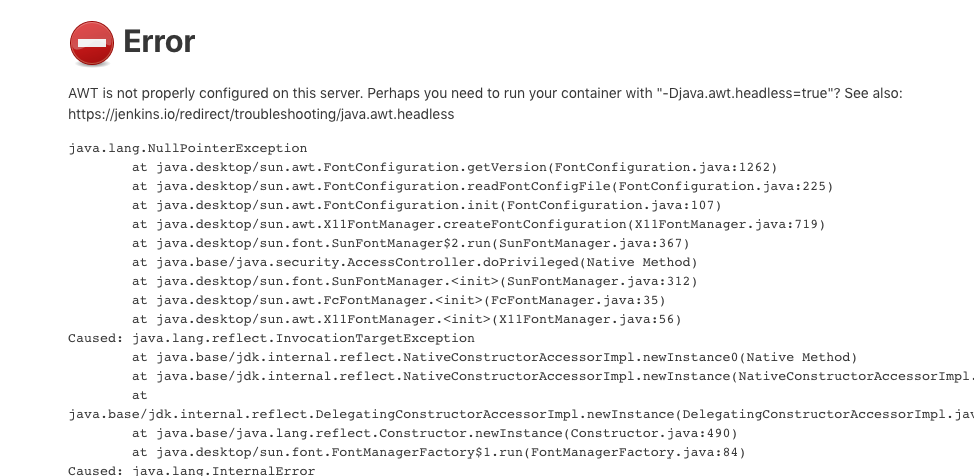 Error
AWT is not properly configured on this server. Perhaps you need to run your container with "-Djava.awt.headless=true"? See also:
https://jenkins.io/redirect/troubleshooting/java.awt.headless
java.lang.NullPointerException
at java.desktop/sun.awt.FontConfiguration.getVersion(FontConfiguration.java:1262)
at java.desktop/sun.awt.FontConfiguration.readFontConfigFile(FontConfiguration.java:225)
at java.desktop/sun.awt.FontConfiguration.init(FontConfiguration.java:107)
at java.desktop/sun.awt.X11FontManager.createFontConfiguration(X11FontManager.java:719)
at java.desktop/sun.font.SunFontManager$2.run(SunFontManager.java:367)
at java.base/java.security.AccessController.doPrivileged(Native Method)
at java.desktop/sun.font.SunFontManager.<init>(SunFontManager.java:312)
at java.desktop/sun.awt.FcFontManager.<init>(FcFontManager.java:35)
at java.desktop/sun.awt.X11FontManager.<init>(X11FontManager.java:56)
Caused: java.lang.reflect.InvocationTargetException
at java.base/jdk.internal.reflect.NativeConstructorAccessorImpl.newInstance0(Native Method)
at java.base/jdk.internal.reflect.NativeConstructorAccessorImpl.newInstance(NativeConstructorAccessorImpl.
at
java.base/jdk.internal.reflect.DelegatingConstructorAccessorImpl.newInstance(DelegatingConstructorAccessorImpl.jav
at java.base/java.lang.reflect.Constructor.newInstance(Constructor.java:490)
at java.desktop/sun.font.FontManagerFactory$1.run(FontManagerFactory.java:84)
Caused: java.lang.InternalError